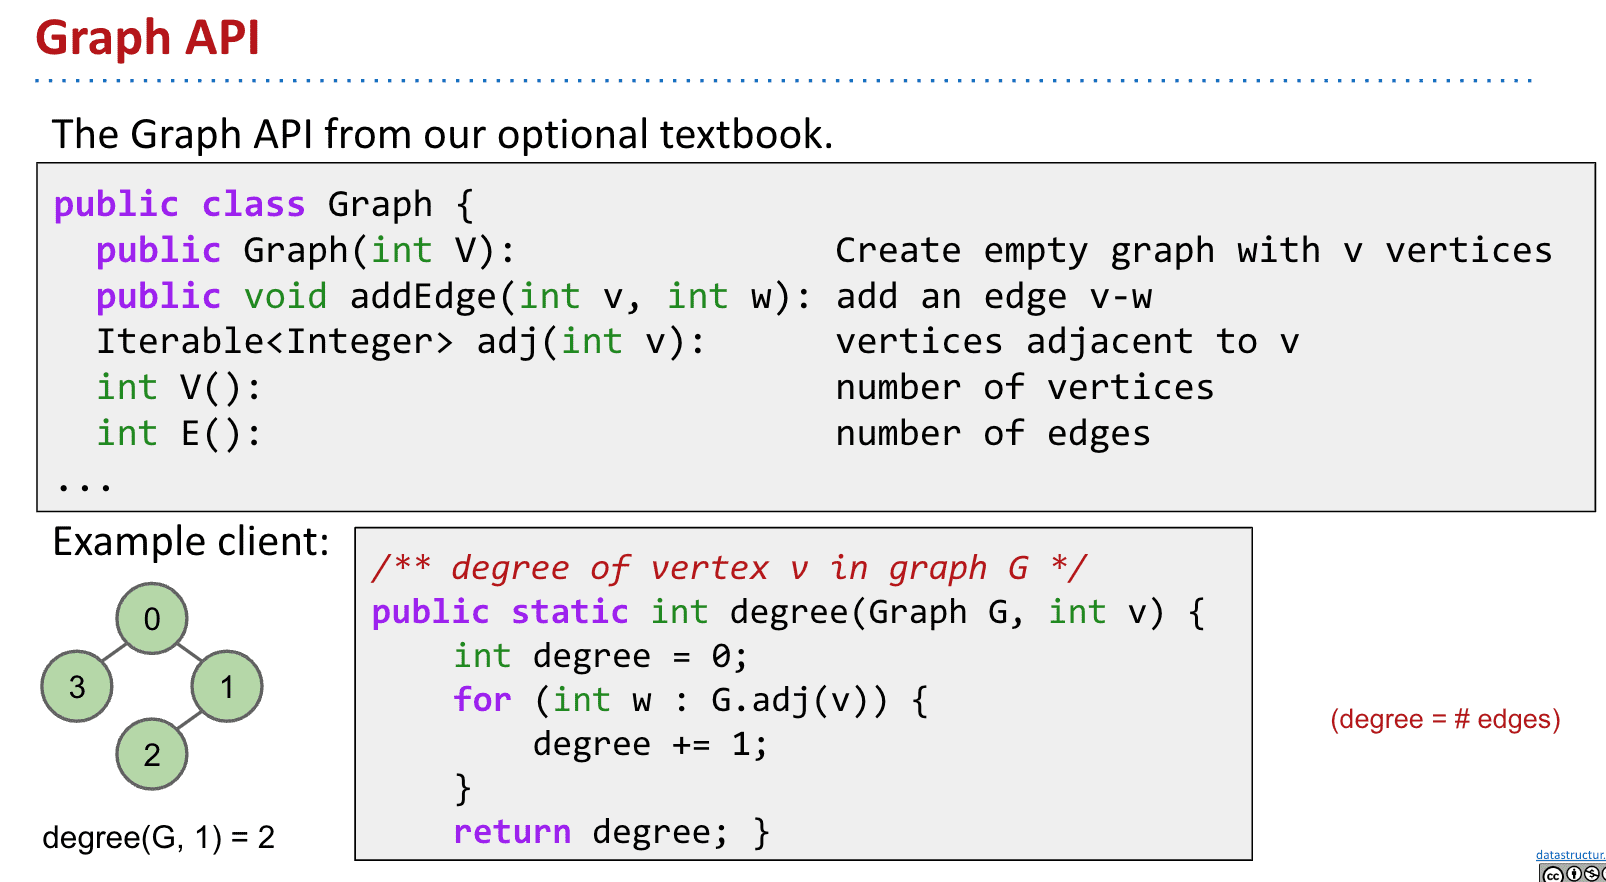 Graph API
The Graph API from our optional textbook.
public class Graph {
  public Graph(int V):               Create empty graph with v vertices
  public void addEdge(int v, int w): add an edge v-w
  Iterable<Integer> adj(int v):      vertices adjacent to v
  int V():                           number of vertices
  int E():                           number of edges
...
Example client:
0
3
1
2
degree(G, 1) = 2
/** degree of vertex v in graph G */
public static int degree(Graph G, int v) {
    int degree = 0;
    for (int w : G.adj(v)) {
        degree += 1;
    }
    return degree; }
(degree = # edges)
datastructur.
cc